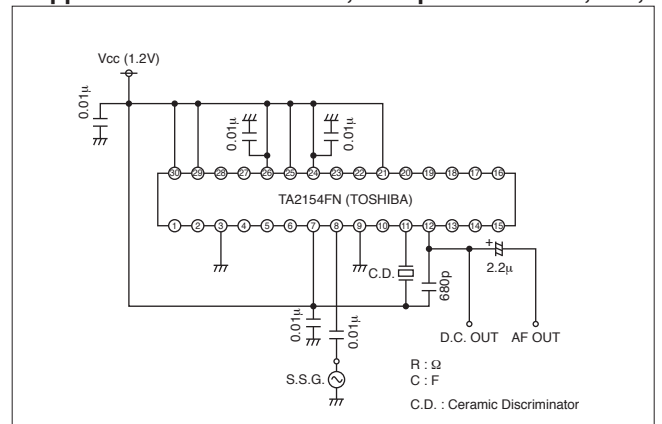 Vcc (1.2V)
0.01μ
0.01μ
0.01μ
30 29 28 27 26 25 24 23 22 21 20 19 18 17 16
TA2154FN (TOSHIBA)
1 2 3 4 5 6 7 8 9 10 11 12 13 14 15
C.D.
680p
+
2.2μ
0.01μ
0.01μ
D.C. OUT AF OUT
S.S.G.
R : Ω
C : F
C.D. : Ceramic Discriminator